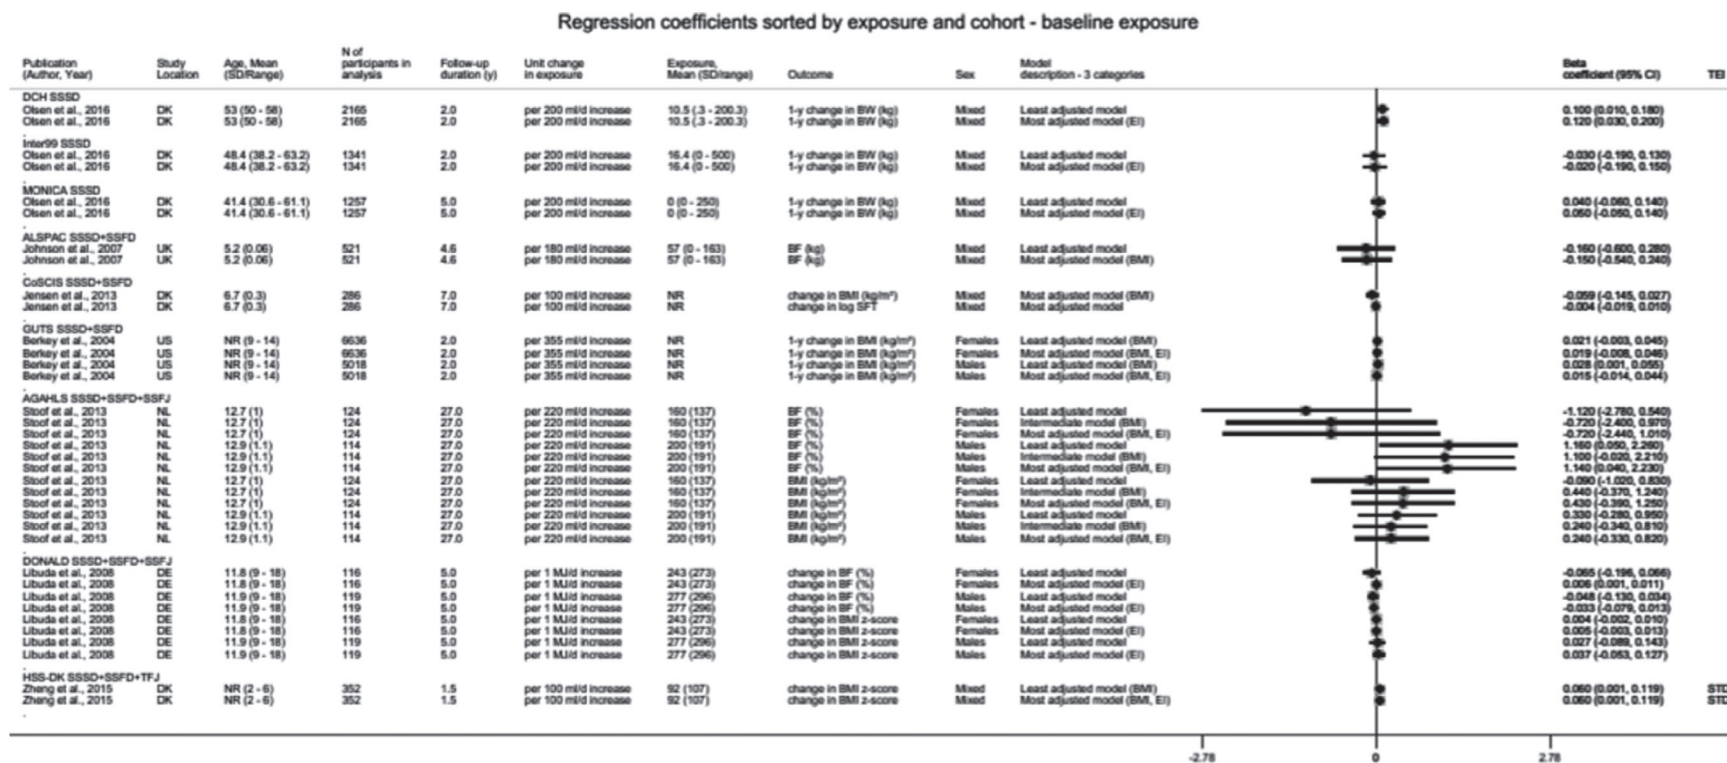 Regression coefficients sorted by exposure and cohort - baseline exposure
Publication (Author, Year) Study Location Age, Mean (SD/Range) N of participants in analysis Follow-up duration (y) Unit change in exposure Exposure, Mean (SD/range) Outcome Sex Model description - 3 categories Beta coefficient (95% CI) TEI
DCH SSSD
Olsen et al., 2016 DK 53 (50 - 58) 2165 2.0 per 200 ml/d increase 10.5 (.3 - 200.3) 1-y change in BW (kg) Mixed Least adjusted model 0.100 (0.010, 0.180)
Olsen et al., 2016 DK 53 (50 - 58) 2165 2.0 per 200 ml/d increase 10.5 (.3 - 200.3) 1-y change in BW (kg) Mixed Most adjusted model (EI) 0.120 (0.030, 0.200)
.
Inter99 SSSD
Olsen et al., 2016 DK 48.4 (38.2 - 63.2) 1341 2.0 per 200 ml/d increase 16.4 (0 - 500) 1-y change in BW (kg) Mixed Least adjusted model -0.030 (-0.190, 0.130)
Olsen et al., 2016 DK 48.4 (38.2 - 63.2) 1341 2.0 per 200 ml/d increase 16.4 (0 - 500) 1-y change in BW (kg) Mixed Most adjusted model (EI) -0.020 (-0.190, 0.150)
.
MONICA SSSD
Olsen et al., 2016 DK 41.4 (30.6 - 61.1) 1257 5.0 per 200 ml/d increase 0 (0 - 250) 1-y change in BW (kg) Mixed Least adjusted model 0.040 (-0.060, 0.140)
Olsen et al., 2016 DK 41.4 (30.6 - 61.1) 1257 5.0 per 200 ml/d increase 0 (0 - 250) 1-y change in BW (kg) Mixed Most adjusted model (EI) 0.050 (-0.050, 0.140)
.
ALSPAC SSSD+SSFD
Johnson et al., 2007 UK 5.2 (0.06) 521 4.6 per 180 ml/d increase 57 (0 - 163) BF (kg) Mixed Least adjusted model -0.160 (-0.600, 0.280)
Johnson et al., 2007 UK 5.2 (0.06) 521 4.6 per 180 ml/d increase 57 (0 - 163) BF (kg) Mixed Most adjusted model (BMI) -0.150 (-0.540, 0.240)
.
CoSCIS SSSD+SSFD
Jensen et al., 2013 DK 6.7 (0.3) 286 7.0 per 100 ml/d increase NR change in BMI (kg/m²) Mixed Most adjusted model (BMI) -0.059 (-0.145, 0.027)
Jensen et al., 2013 DK 6.7 (0.3) 286 7.0 per 100 ml/d increase NR change in log SFT Mixed Most adjusted model -0.004 (-0.019, 0.010)
.
GUTS SSSD+SSFD
Berkey et al., 2004 US NR (9 - 14) 6636 2.0 per 355 ml/d increase NR 1-y change in BMI (kg/m²) Females Least adjusted model (BMI) 0.021 (-0.003, 0.045)
Berkey et al., 2004 US NR (9 - 14) 6636 2.0 per 355 ml/d increase NR 1-y change in BMI (kg/m²) Females Most adjusted model (BMI, EI) 0.019 (-0.008, 0.046)
Berkey et al., 2004 US NR (9 - 14) 5018 2.0 per 355 ml/d increase NR 1-y change in BMI (kg/m²) Males Least adjusted model (BMI) 0.028 (0.001, 0.055)
Berkey et al., 2004 US NR (9 - 14) 5018 2.0 per 355 ml/d increase NR 1-y change in BMI (kg/m²) Males Most adjusted model (BMI, EI) 0.015 (-0.014, 0.044)
.
AGAHLS SSSD+SSFD+SSFJ
Stoof et al., 2013 NL 12.7 (1) 124 27.0 per 220 ml/d increase 160 (137) BF (%) Females Least adjusted model -1.120 (-2.780, 0.540)
Stoof et al., 2013 NL 12.7 (1) 124 27.0 per 220 ml/d increase 160 (137) BF (%) Females Intermediate model (BMI) -0.720 (-2.400, 0.970)
Stoof et al., 2013 NL 12.7 (1) 124 27.0 per 220 ml/d increase 160 (137) BF (%) Females Most adjusted model (BMI, EI) -0.720 (-2.440, 1.010)
Stoof et al., 2013 NL 12.9 (1.1) 114 27.0 per 220 ml/d increase 200 (191) BF (%) Males Least adjusted model 1.160 (0.050, 2.260)
Stoof et al., 2013 NL 12.9 (1.1) 114 27.0 per 220 ml/d increase 200 (191) BF (%) Males Intermediate model (BMI) 1.100 (-0.020, 2.210)
Stoof et al., 2013 NL 12.9 (1.1) 114 27.0 per 220 ml/d increase 200 (191) BF (%) Males Most adjusted model (BMI, EI) 1.140 (0.040, 2.230)
Stoof et al., 2013 NL 12.7 (1) 124 27.0 per 220 ml/d increase 160 (137) BMI (kg/m²) Females Least adjusted model -0.090 (-1.020, 0.830)
Stoof et al., 2013 NL 12.7 (1) 124 27.0 per 220 ml/d increase 160 (137) BMI (kg/m²) Females Intermediate model (BMI) 0.440 (-0.370, 1.240)
Stoof et al., 2013 NL 12.7 (1) 124 27.0 per 220 ml/d increase 160 (137) BMI (kg/m²) Females Most adjusted model (BMI, EI) 0.430 (-0.390, 1.250)
Stoof et al., 2013 NL 12.9 (1.1) 114 27.0 per 220 ml/d increase 200 (191) BMI (kg/m²) Males Least adjusted model 0.330 (-0.280, 0.950)
Stoof et al., 2013 NL 12.9 (1.1) 114 27.0 per 220 ml/d increase 200 (191) BMI (kg/m²) Males Intermediate model (BMI) 0.240 (-0.340, 0.810)
Stoof et al., 2013 NL 12.9 (1.1) 114 27.0 per 220 ml/d increase 200 (191) BMI (kg/m²) Males Most adjusted model (BMI, EI) 0.240 (-0.330, 0.820)
.
DONALD SSSD+SSFD+SSFJ
Libuda et al., 2008 DE 11.8 (9 - 18) 116 5.0 per 1 MJ/d increase 243 (273) change in BF (%) Females Least adjusted model -0.065 (-0.196, 0.066)
Libuda et al., 2008 DE 11.8 (9 - 18) 116 5.0 per 1 MJ/d increase 243 (273) change in BF (%) Females Most adjusted model (EI) 0.006 (0.001, 0.011)
Libuda et al., 2008 DE 11.9 (9 - 18) 119 5.0 per 1 MJ/d increase 277 (296) change in BF (%) Males Least adjusted model -0.048 (-0.130, 0.034)
Libuda et al., 2008 DE 11.9 (9 - 18) 119 5.0 per 1 MJ/d increase 277 (296) change in BF (%) Males Most adjusted model (EI) -0.033 (-0.079, 0.013)
Libuda et al., 2008 DE 11.8 (9 - 18) 116 5.0 per 1 MJ/d increase 243 (273) change in BMI z-score Females Least adjusted model 0.004 (-0.002, 0.010)
Libuda et al., 2008 DE 11.8 (9 - 18) 116 5.0 per 1 MJ/d increase 243 (273) change in BMI z-score Females Most adjusted model (EI) 0.005 (-0.003, 0.013)
Libuda et al., 2008 DE 11.9 (9 - 18) 119 5.0 per 1 MJ/d increase 277 (296) change in BMI z-score Males Least adjusted model 0.027 (-0.089, 0.143)
Libuda et al., 2008 DE 11.9 (9 - 18) 119 5.0 per 1 MJ/d increase 277 (296) change in BMI z-score Males Most adjusted model (EI) 0.037 (-0.053, 0.127)
.
HSS-DK SSSD+SSFD+TFJ
Zheng et al., 2015 DK NR (2 - 6) 352 1.5 per 100 ml/d increase 92 (107) change in BMI z-score Mixed Least adjusted model (BMI) 0.060 (0.001, 0.119) STD
Zheng et al., 2015 DK NR (2 - 6) 352 1.5 per 100 ml/d increase 92 (107) change in BMI z-score Mixed Most adjusted model (BMI, EI) 0.060 (0.001, 0.119) STD
.
-2.78 0 2.78